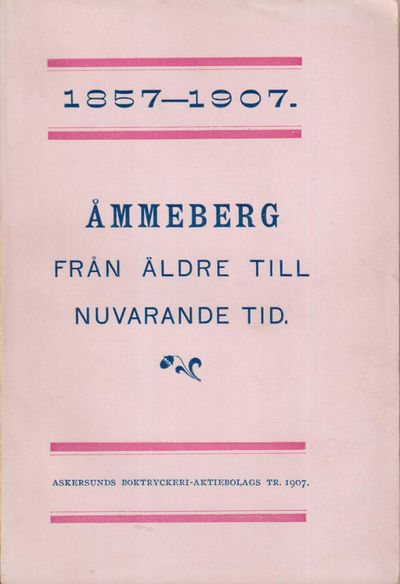 1857—1907.
ÅMMEBERG
FRÅN ÄLDRE TILL
NUVARANDE TID.
ASKERSUNDS BOKTRYCKERI-AKTIEBOLAGS TR. 1907.